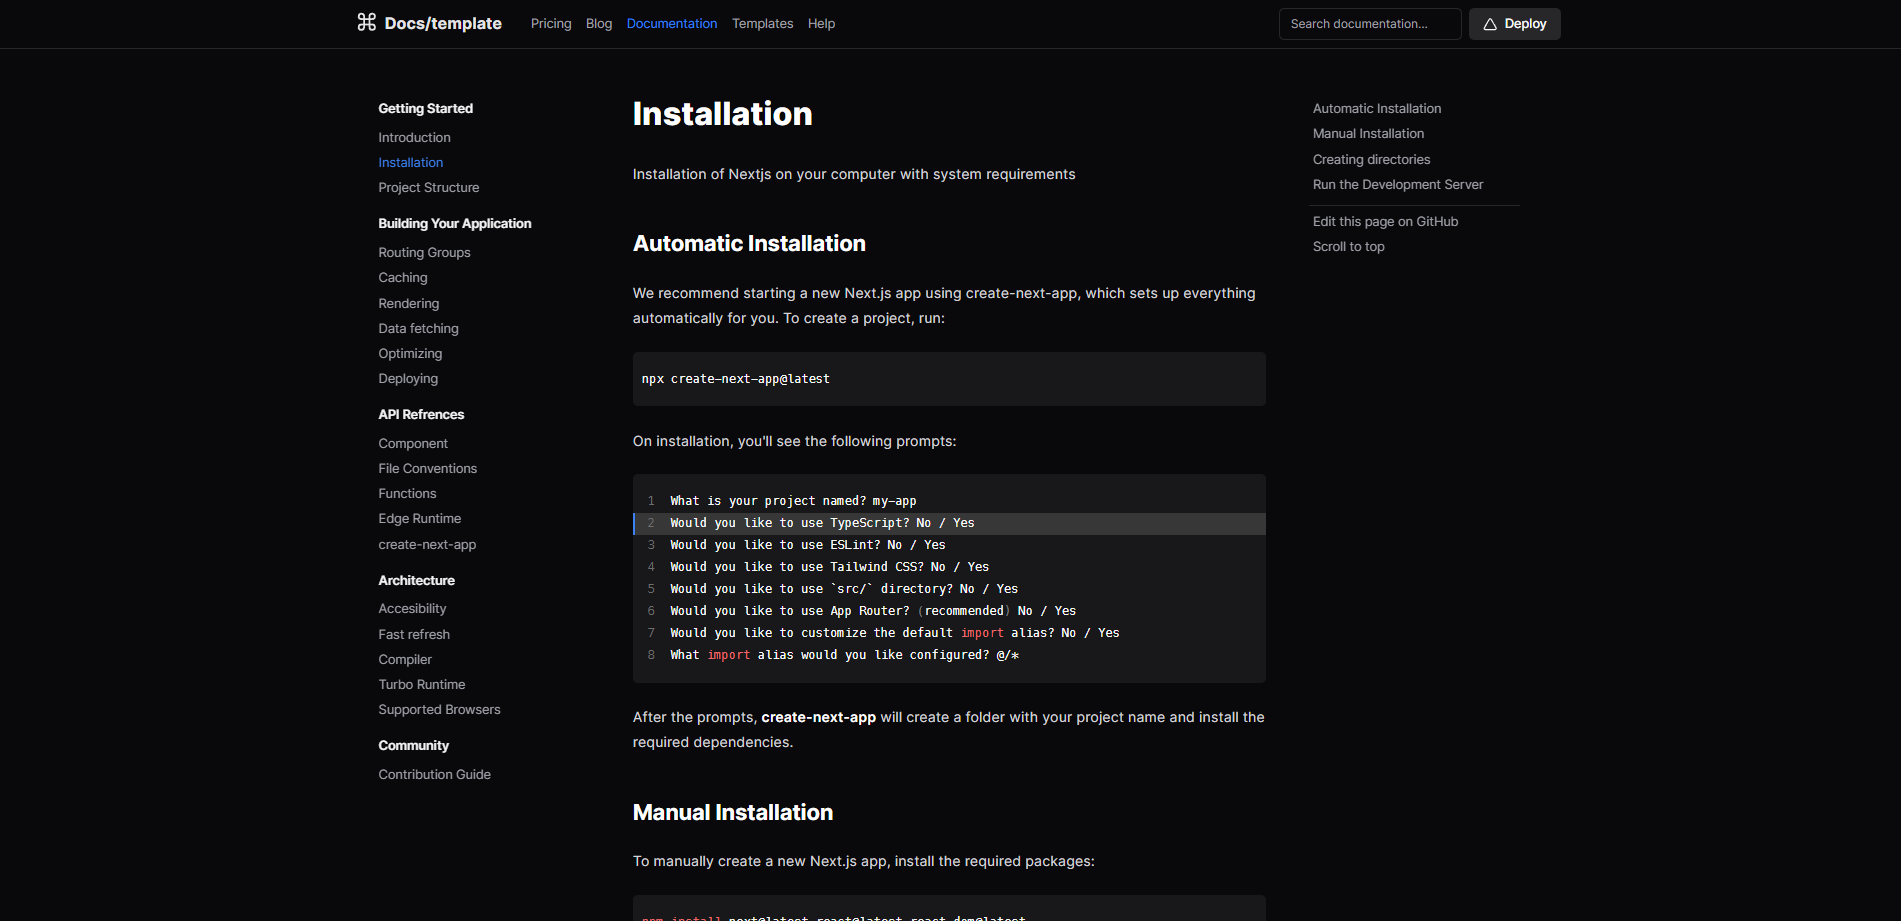 Docs/template
Pricing
Blog
Documentation
Templates
Help
Search documentation...
Deploy
Getting Started
Introduction
Installation
Project Structure
Building Your Application
Routing Groups
Caching
Rendering
Data fetching
Optimizing
Deploying
API Refrences
Component
File Conventions
Functions
Edge Runtime
create-next-app
Architecture
Accesibility
Fast refresh
Compiler
Turbo Runtime
Supported Browsers
Community
Contribution Guide
Installation
Installation of Nextjs on your computer with system requirements
Automatic Installation
We recommend starting a new Next.js app using create-next-app, which sets up everything
automatically for you. To create a project, run:
npx create-next-app@latest
On installation, you'll see the following prompts:
1 What is your project named? my-app
2 Would you like to use TypeScript? No / Yes
3 Would you like to use ESLint? No / Yes
4 Would you like to use Tailwind CSS? No / Yes
5 Would you like to use `src/` directory? No / Yes
6 Would you like to use App Router? (recommended) No / Yes
7 Would you like to customize the default import alias? No / Yes
8 What import alias would you like configured? @/*
After the prompts, create-next-app will create a folder with your project name and install the
required dependencies.
Manual Installation
To manually create a new Next.js app, install the required packages:
npm install next@latest react@latest react-dom@latest
Automatic Installation
Manual Installation
Creating directories
Run the Development Server
Edit this page on GitHub
Scroll to top